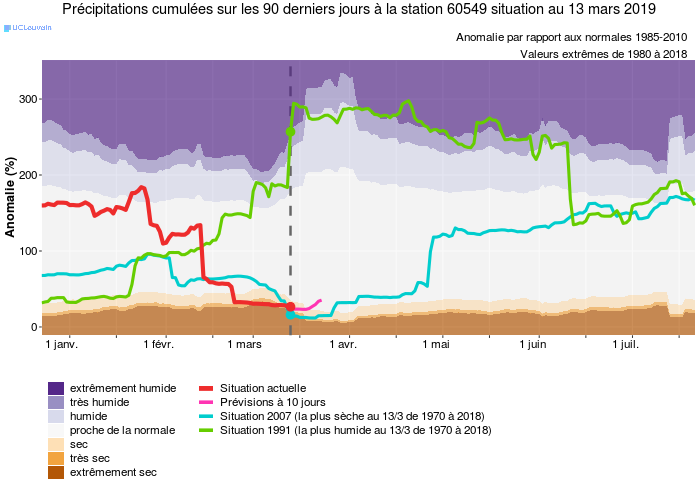 Précipitations cumulées sur les 90 derniers jours à la station 60549 situation au 13 mars 2019
UCLouvain
Anomalie par rapport aux normales 1985-2010
Valeurs extrêmes de 1980 à 2018
Anomalie (%)
300
200
100
0
1 janv.
1 févr.
1 mars
1 avr.
1 mai
1 juin
1 juil.
extrêmement humide
très humide
humide
proche de la normale
sec
très sec
extrêmement sec
Situation actuelle
Prévisions à 10 jours
Situation 2007 (la plus sèche au 13/3 de 1970 à 2018)
Situation 1991 (la plus humide au 13/3 de 1970 à 2018)